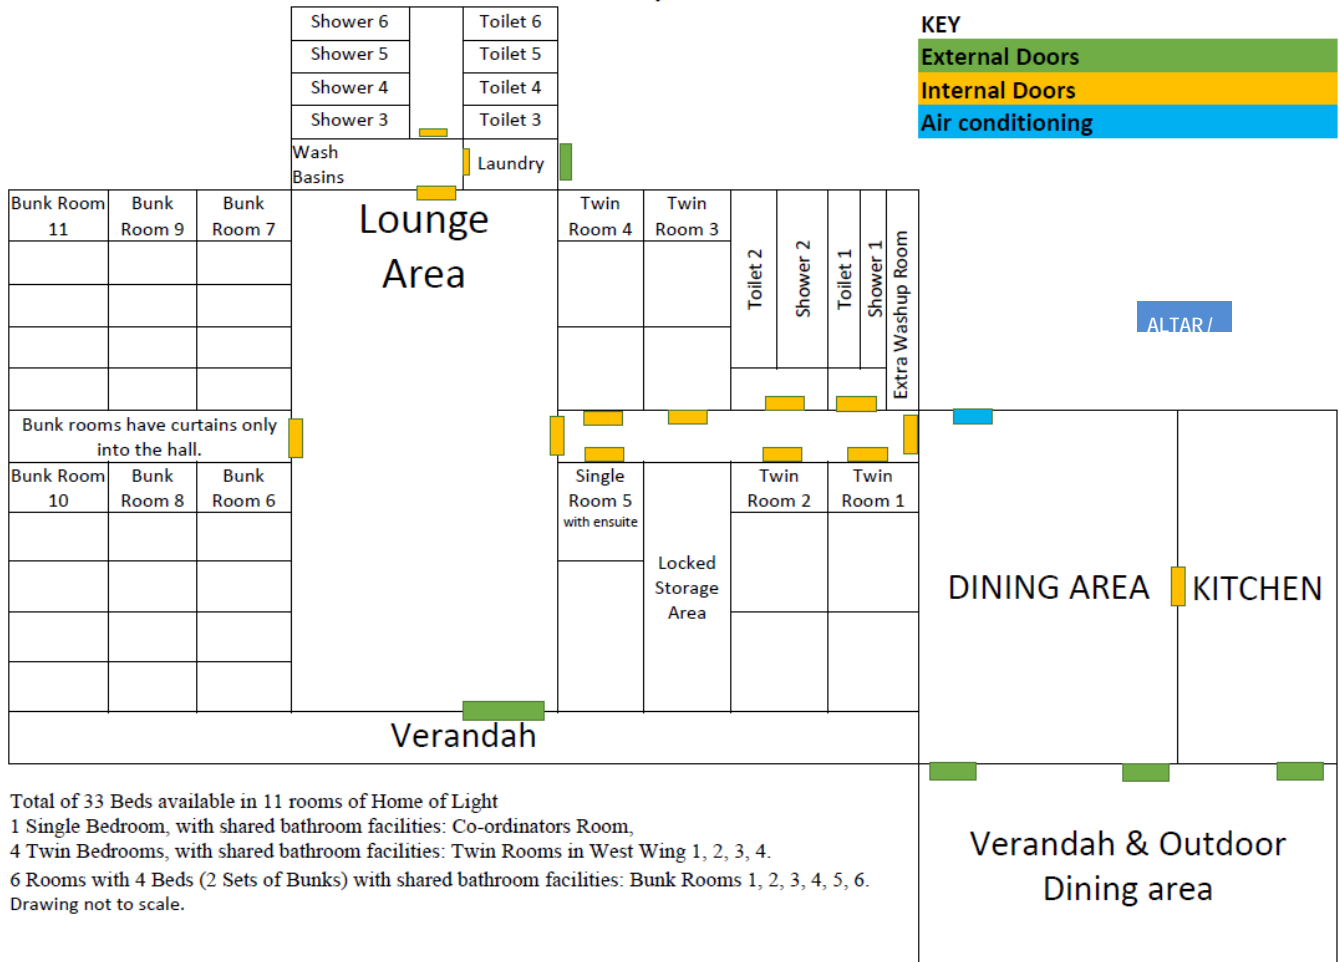 Shower 6
Toilet 6
Shower 5
Toilet 5
Shower 4
Toilet 4
Shower 3
Toilet 3
Wash
Basins
Laundry
KEY
External Doors
Internal Doors
Air conditioning
Bunk Room
11
Bunk
Room 9
Bunk
Room 7
Lounge
Area
Twin
Room 4
Twin
Room 3
Toilet 2
Shower 2
Toilet 1
Shower 1
Extra Washup Room
ALTAR /
Bunk rooms have curtains only
into the hall.
Bunk Room
10
Bunk
Room 8
Bunk
Room 6
Single
Room 5
with ensuite
Locked
Storage
Area
Twin
Room 2
Twin
Room 1
DINING AREA
KITCHEN
Verandah
Verandah & Outdoor
Dining area
Total of 33 Beds available in 11 rooms of Home of Light
1 Single Bedroom, with shared bathroom facilities: Co-ordinators Room,
4 Twin Bedrooms, with shared bathroom facilities: Twin Rooms in West Wing 1, 2, 3, 4.
6 Rooms with 4 Beds (2 Sets of Bunks) with shared bathroom facilities: Bunk Rooms 1, 2, 3, 4, 5, 6.
Drawing not to scale.